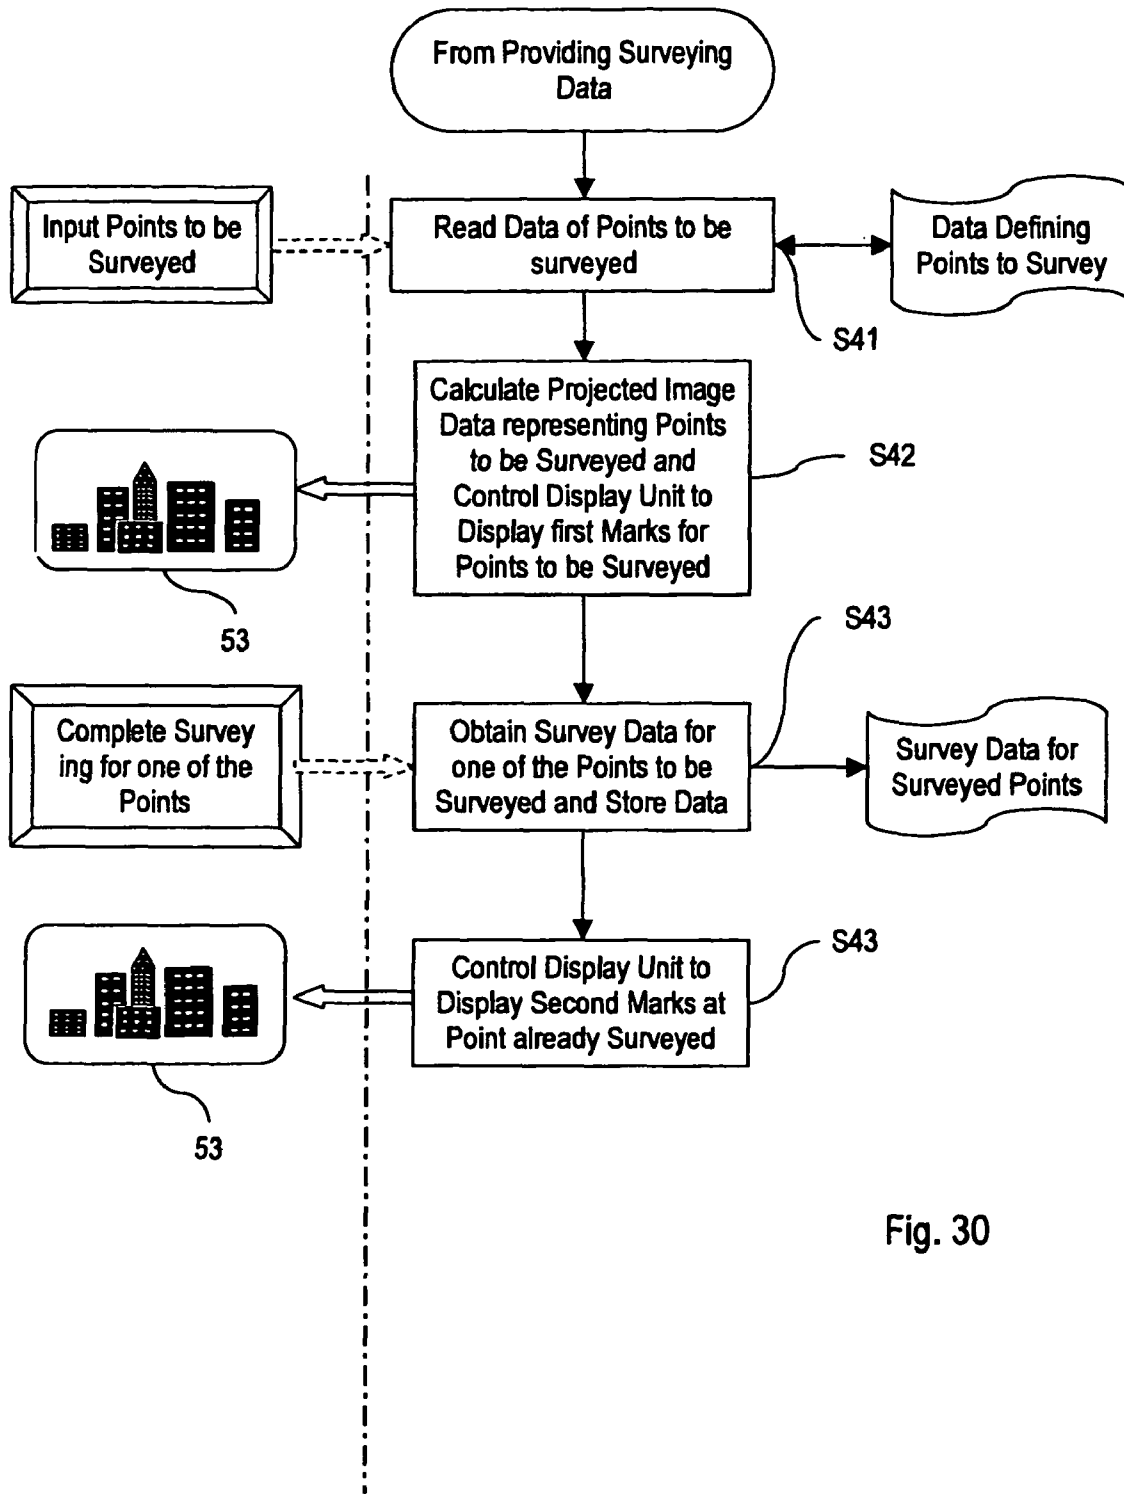 From Providing Surveying
Data
Input Points to be
Surveyed
Read Data of Points to be
surveyed
Data Defining
Points to Survey
S41
Calculate Projected Image
Data representing Points
to be Surveyed and
Control Display Unit to
Display first Marks for
Points to be Surveyed
S42
53
S43
Complete Survey
ing for one of the
Points
Obtain Survey Data for
one of the Points to be
Surveyed and Store Data
Survey Data for
Surveyed Points
S43
Control Display Unit to
Display Second Marks at
Point already Surveyed
53
Fig. 30